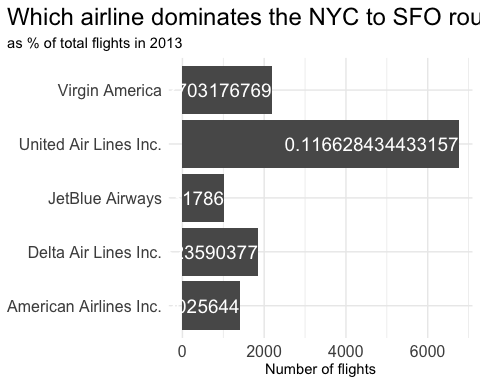 Which airline dominates the NYC to SFO rou
as % of total flights in 2013
Virgin America 703176769
United Air Lines Inc. 0.116628434433157
JetBlue Airways 1786
Delta Air Lines Inc. 23590377
American Airlines Inc. 025644
0 2000 4000 6000
Number of flights